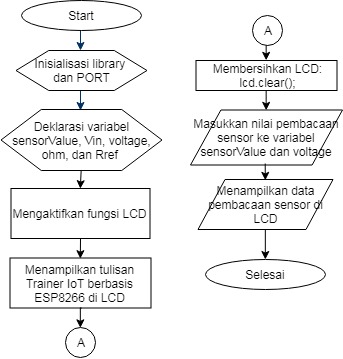 Start
Inisialisasi library
dan PORT
Deklarasi variabel
sensorValue, Vin, voltage,
ohm, dan Rref
Mengaktifkan fungsi LCD
Menampilkan tulisan
Trainer IoT berbasis
ESP8266 di LCD
A
A
Membersihkan LCD:
lcd.clear();
Masukkan nilai pembacaan
sensor ke variabel
sensorValue dan voltage
Menampilkan data
pembacaan sensor di
LCD
Selesai